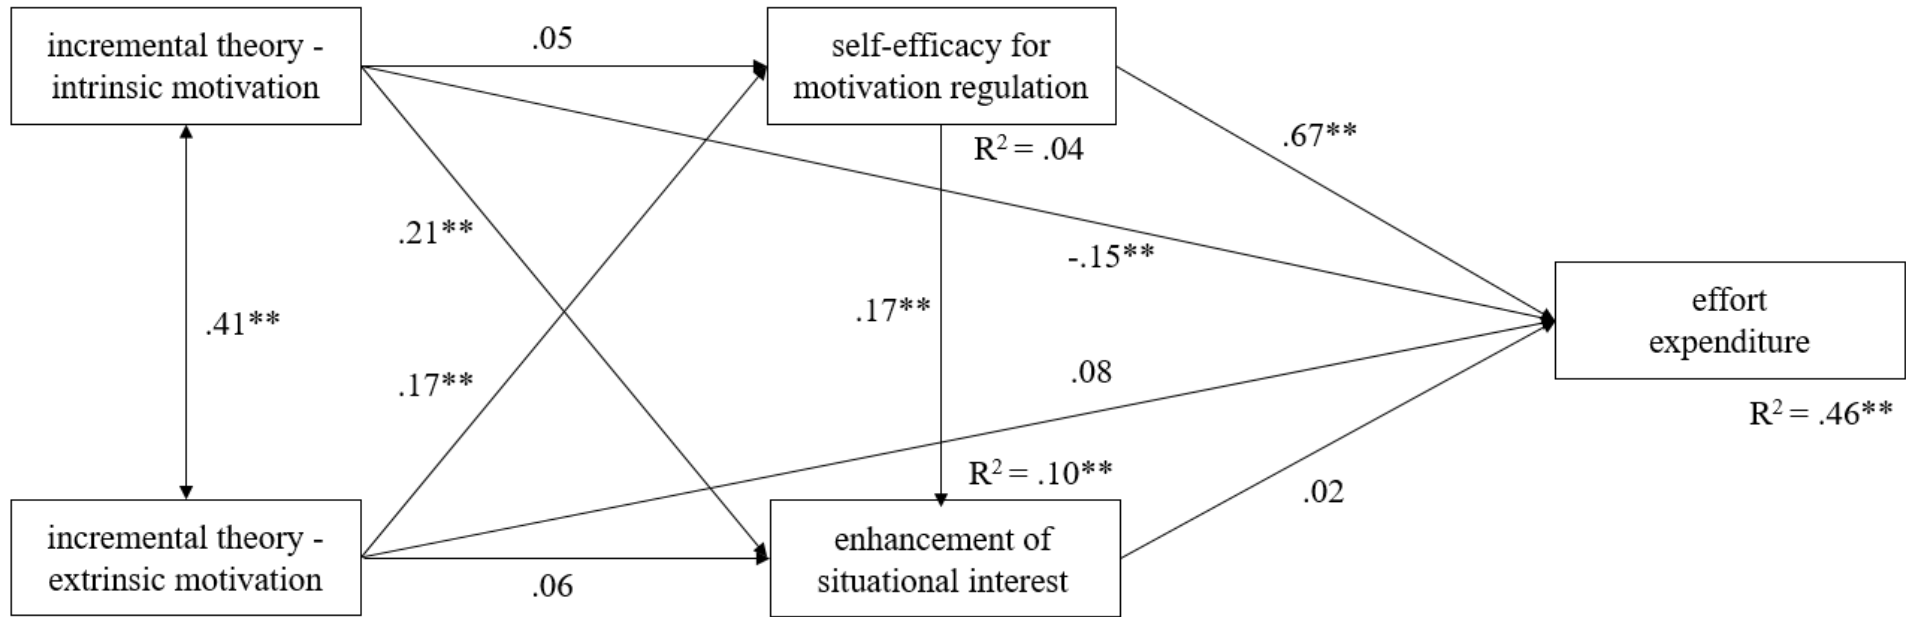 incremental theory -
intrinsic motivation
.05
self-efficacy for
motivation regulation
R² = .04
.67**
.21**
-.15**
.41**
.17**
.17**
.08
effort
expenditure
R² = .46**
R² = .10**
.02
incremental theory -
extrinsic motivation
.06
enhancement of
situational interest